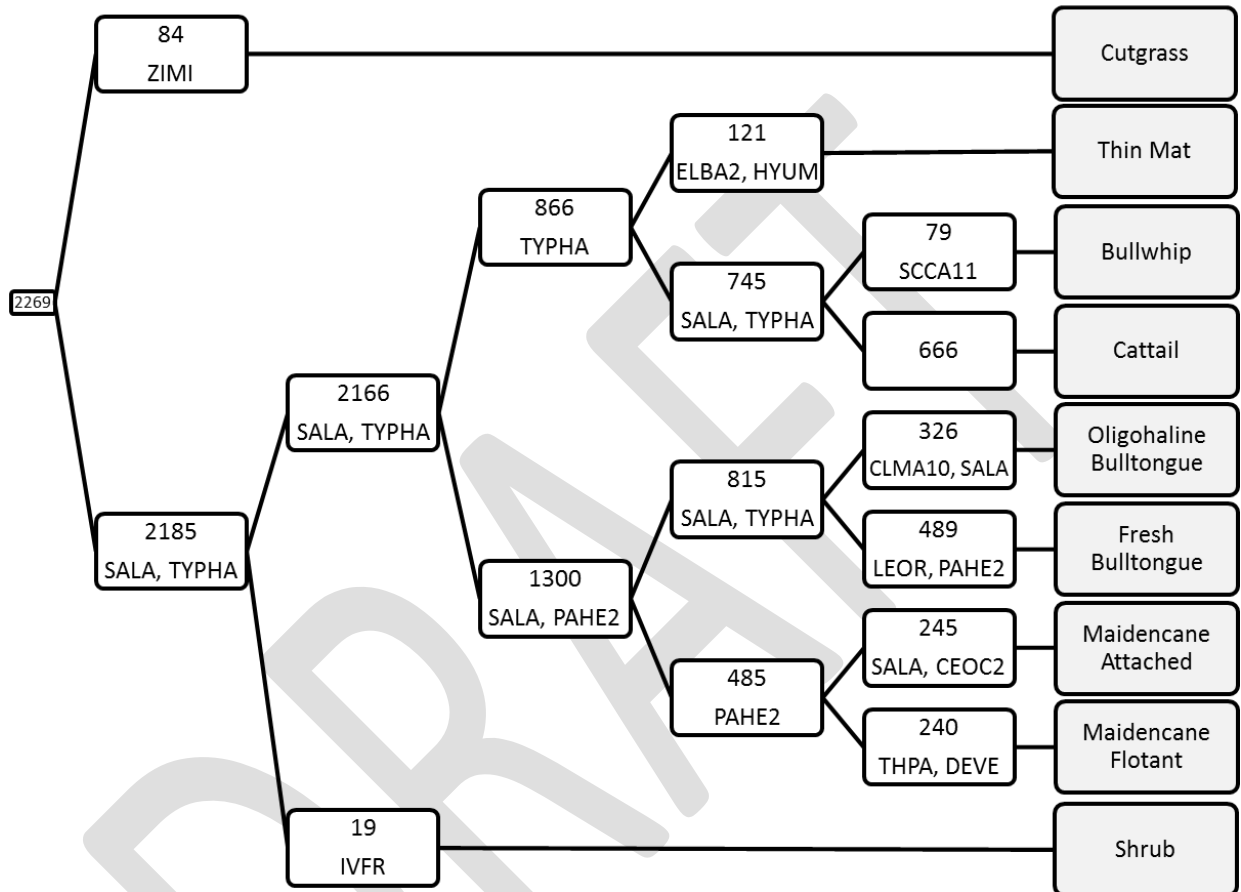 84
ZIMI
Cutgrass
121
ELBA2, HYUM
Thin Mat
866
TYPHA
79
SCCA11
Bullwhip
2269
745
SALA, TYPHA
666
Cattail
2166
SALA, TYPHA
326
CLMA10, SALA
Oligohaline
Bulltongue
815
SALA, TYPHA
2185
SALA, TYPHA
489
LEOR, PAHE2
Fresh
Bulltongue
1300
SALA, PAHE2
245
SALA, CEOC2
Maidencane
Attached
485
PAHE2
240
THPA, DEVE
Maidencane
Flotant
19
IVFR
Shrub
DRAFT